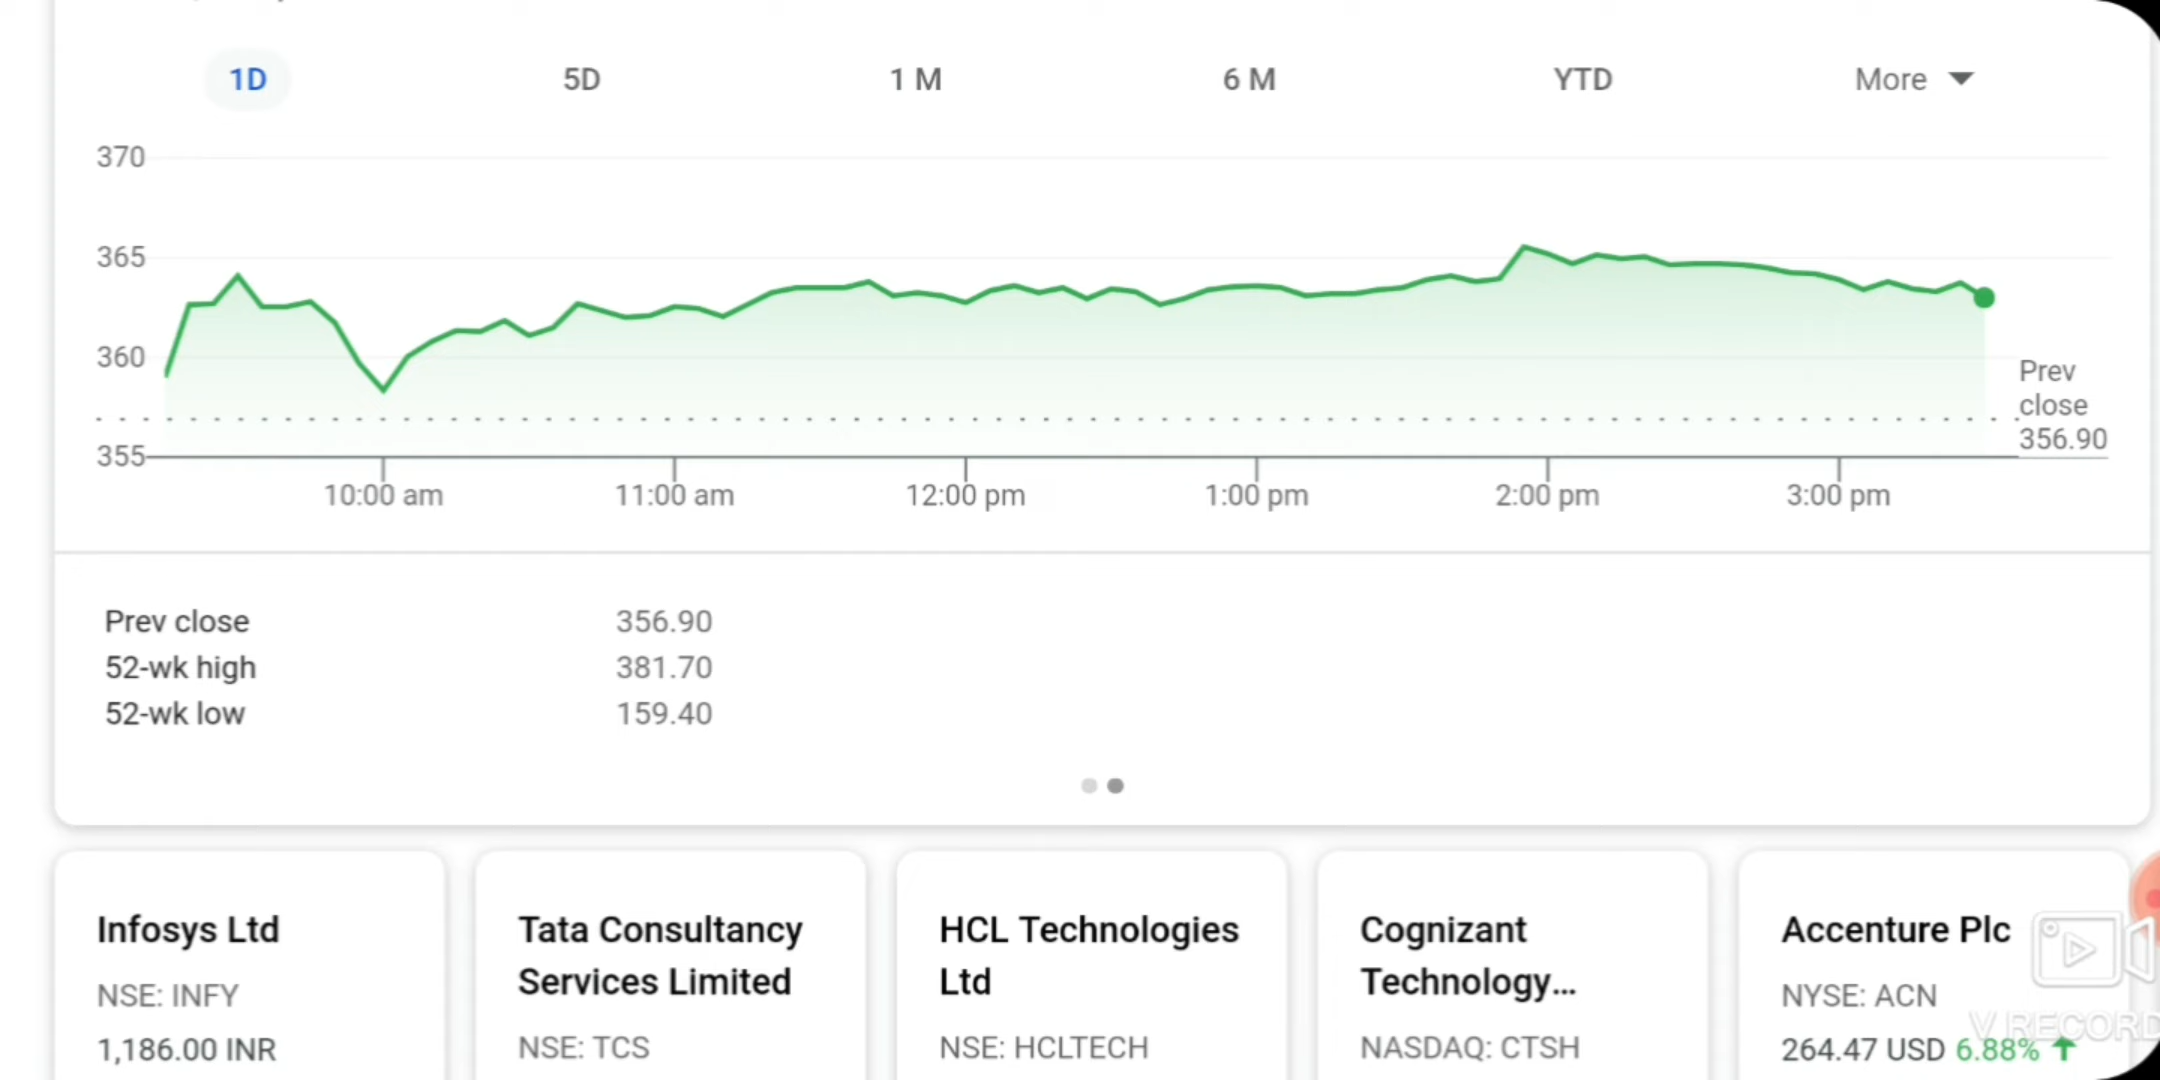 1D 5D 1 M 6 M YTD More
370
365
360
355
Prev
close
356.90
10:00 am 11:00 am 12:00 pm 1:00 pm 2:00 pm 3:00 pm
Prev close 356.90
52-wk high 381.70
52-wk low 159.40
Infosys Ltd
NSE: INFY
1,186.00 INR
Tata Consultancy
Services Limited
NSE: TCS
HCL Technologies
Ltd
NSE: HCLTECH
Cognizant
Technology...
NASDAQ: CTSH
Accenture Plc
NYSE: ACN
264.47 USD 6.88%
V RECORD